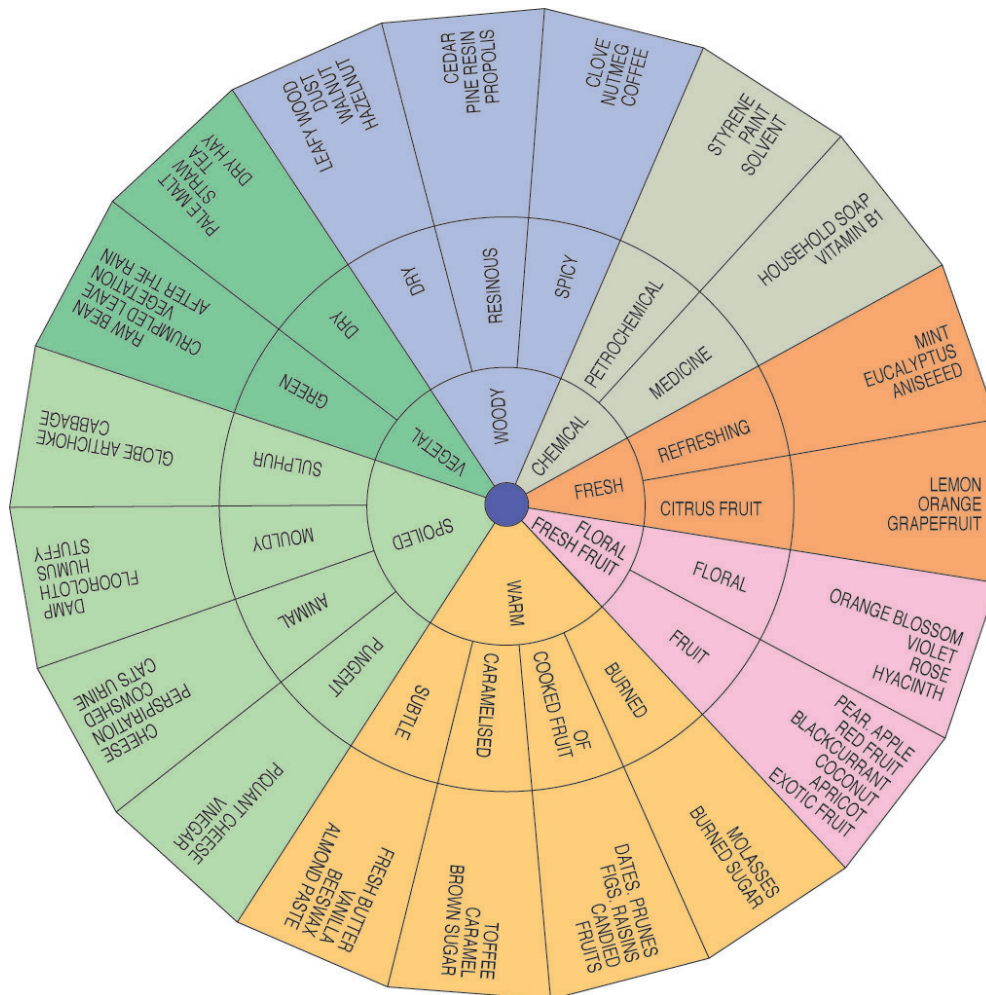 WOODY
DRY
LEAFY WOOD
DUST
WALNUT
HAZELNUT
RESINOUS
CEDAR
PINE RESIN
PROPOLIS
SPICY
CLOVE
NUTMEG
COFFEE
CHEMICAL
PETROCHEMICAL
STYRENE
PAINT
SOLVENT
MEDICINE
HOUSEHOLD SOAP
VITAMIN B1
FRESH
REFRESHING
MINT
EUCALYPTUS
ANISEEED
CITRUS FRUIT
LEMON
ORANGE
GRAPEFRUIT
FLORAL
FRESH FRUIT
FLORAL
ORANGE BLOSSOM
VIOLET
ROSE
HYACINTH
FRUIT
PEAR. APPLE
RED FRUIT
BLACKCURRANT
COCONUT
APRICOT
EXOTIC FRUIT
WARM
BURNED
MOLASSES
BURNED SUGAR
OF
COOKED FRUIT
DATES. PRUNES
FIGS. RAISINS
CANDIED
FRUITS
CARAMELISED
TOFFEE
CARAMEL
BROWN SUGAR
SUBTLE
FRESH BUTTER
VANILLA
BEESWAX
ALMOND PASTE
SPOILED
PUNGENT
PIQUANT CHEESE
VINEGAR
ANIMAL
CHEESE
PERSPIRATION
COWSHED
CAT'S URINE
MOULDY
DAMP
FLOORCLOTH
HUMUS
STUFFY
SULPHUR
GLOBE ARTICHOKE
CABBAGE
VEGETAL
GREEN
RAW BEAN
CRUMPLED LEAVE
VEGETATION
AFTER THE RAIN
DRY
PALE MALT
STRAW
TEA
DRY HAY